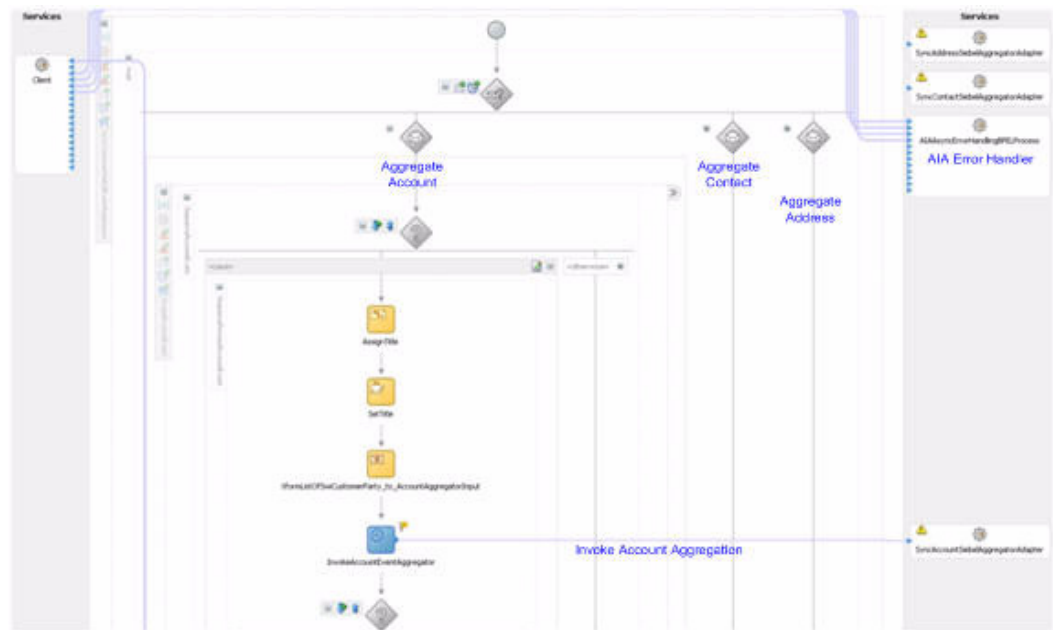 Services
Services
Client
SyncAddressSiebelAggregatorAdapter
SyncContactSiebelAggregatorAdapter
AIAAsyncErrorHandlingBPELProcess
AIA Error Handler
Aggregate
Account
Aggregate
Contact
Aggregate
Address
AssignTitle
SetTitle
XformListOfSwiCustomerParty_to_AccountAggregatorInput
InvokeAccountEventAggregator
Invoke Account Aggregation
SyncAccountSiebelAggregatorAdapter